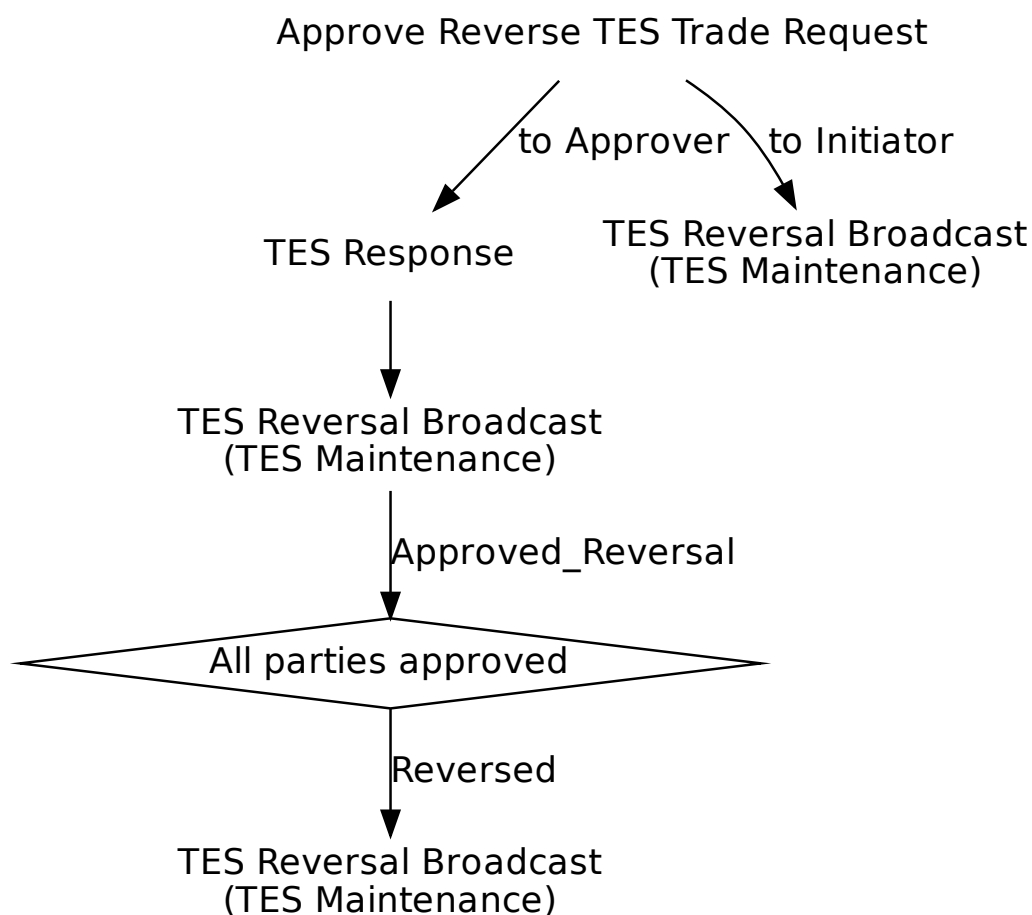 Approve Reverse TES Trade Request
to Approver
to Initiator
TES Response
TES Reversal Broadcast
(TES Maintenance)
TES Reversal Broadcast
(TES Maintenance)
Approved_Reversal
All parties approved
Reversed
TES Reversal Broadcast
(TES Maintenance)